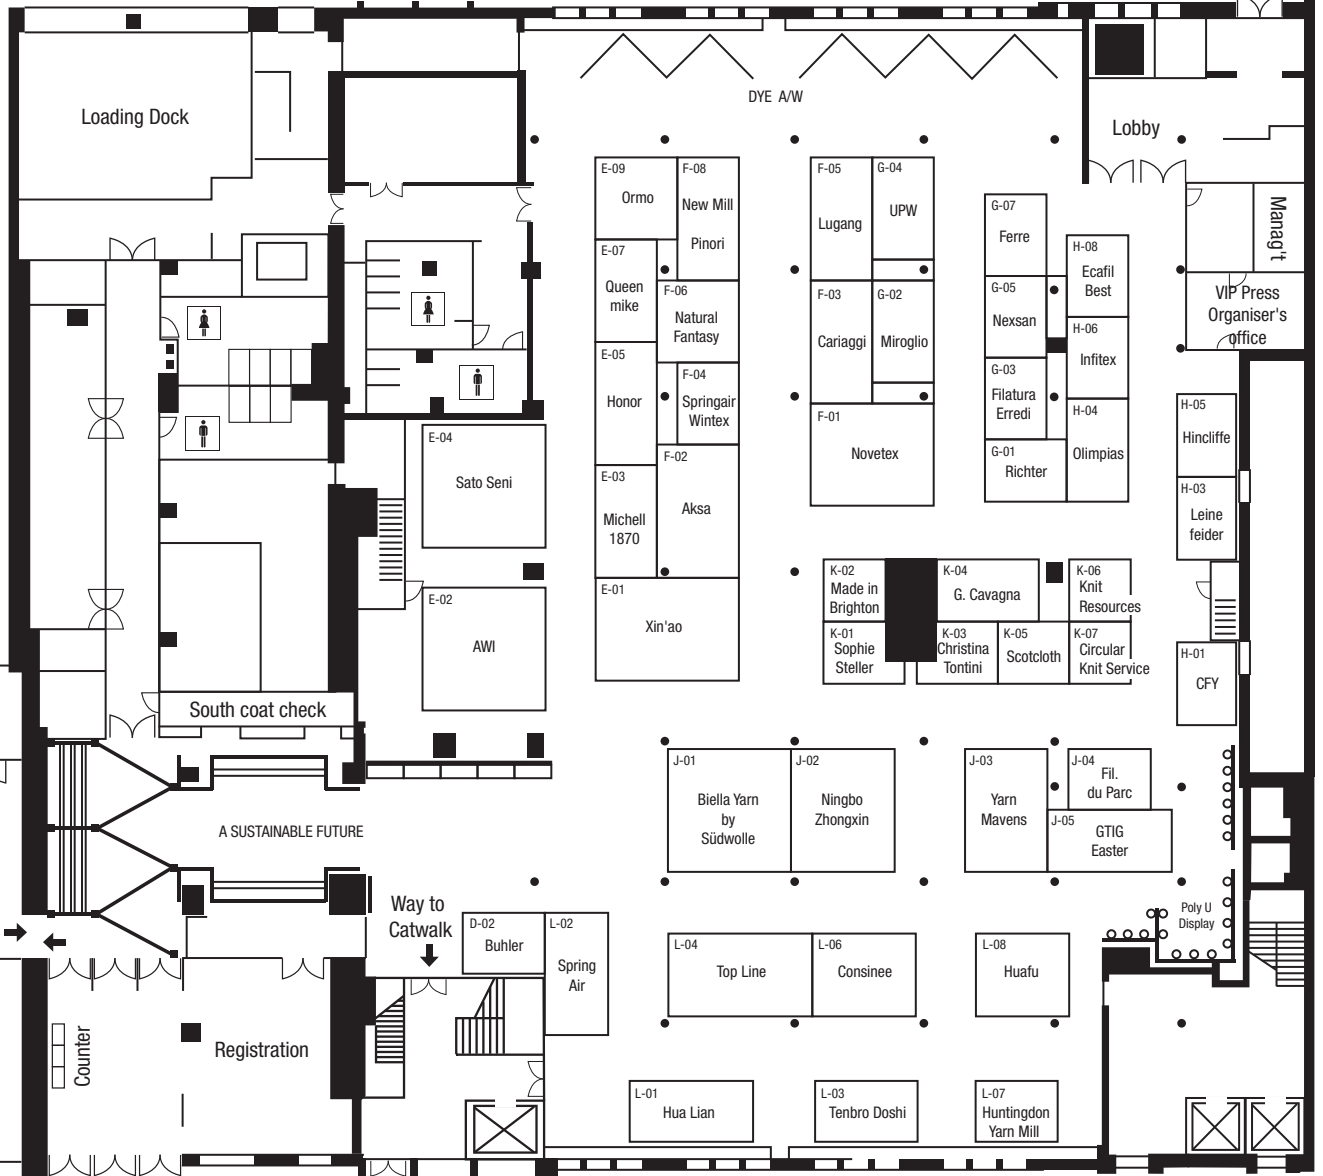 Loading Dock
DYE A/W
Lobby
Managt't
VIP Press
Organiser's
office
E-09
Ormo
F-08
New Mill
Pinori
E-07
Queen
mike
F-06
Natural
Fantasy
E-05
Honor
F-04
Springair
Wintex
E-03
Michell
1870
F-02
Aksa
E-01
Xin'ao
F-05
Lugang
G-04
UPW
F-03
Cariaggi
G-02
Miroglio
F-01
Novetex
G-07
Ferre
H-08
Ecafil
Best
G-05
Nexsan
H-06
Infitex
G-03
Filatura
Erredi
H-04
Olimpias
G-01
Richter
H-05
Hincliffe
H-03
Leine
feider
H-01
CFY
E-04
Sato Seni
E-02
AWI
K-02
Made in
Brighton
K-04
G. Cavagna
K-06
Knit
Resources
K-01
Sophie
Steller
K-03
Christina
Tontini
K-05
Scotcloth
K-07
Circular
Knit Service
South coat check
A SUSTAINABLE FUTURE
J-01
Biella Yarn
by
Südwolle
J-02
Ningbo
Zhongxin
J-03
Yarn
Mavens
J-04
Fil.
du Parc
J-05
GTIG
Easter
Poly U
Display
Way to
Catwalk
D-02
Buhler
L-02
Spring
Air
L-04
Top Line
L-06
Consinee
L-08
Huafu
Counter
Registration
L-01
Hua Lian
L-03
Tenbro Doshi
L-07
Huntingdon
Yarn Mill